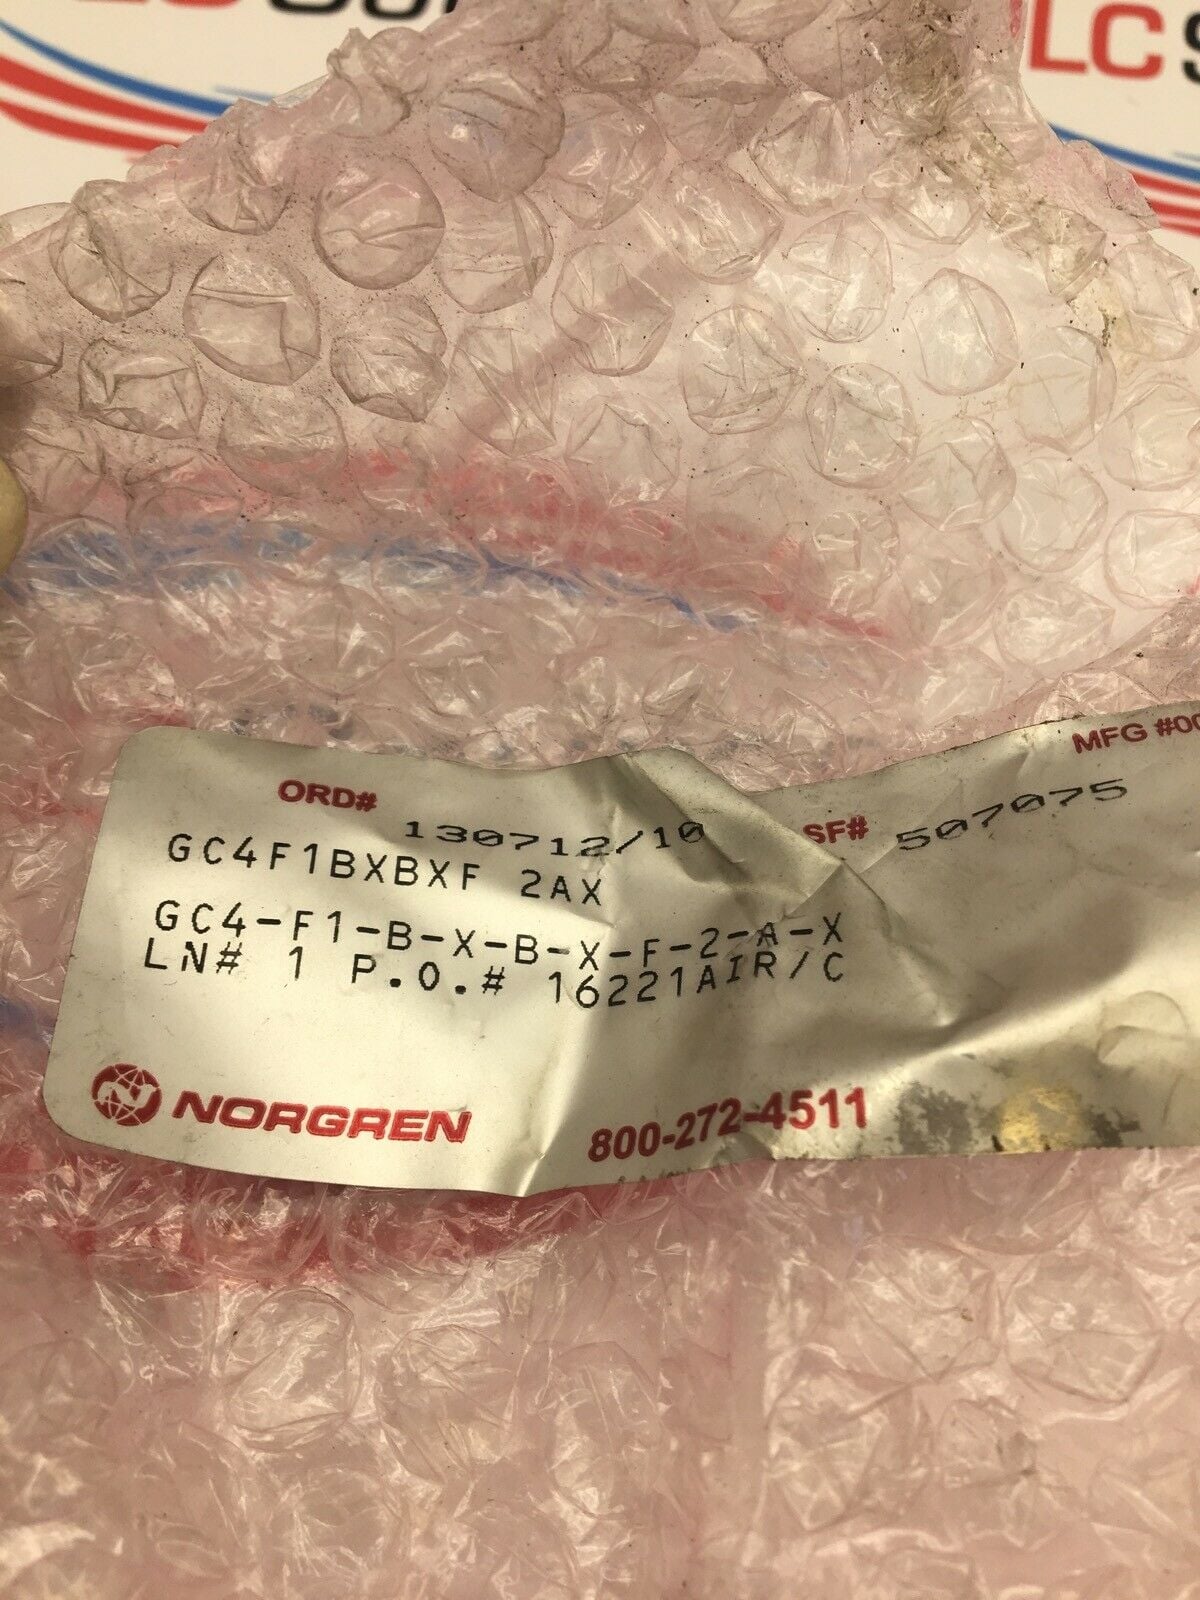 LC S
MFG #00
ORD# 130712/10 SF# 507075
GC4F1BXBXF 2AX
GC4-F1-B-X-B-X-F-2-A-X
LN# 1 P.O.# 16221AIR/C
NORGREN 800-272-4511